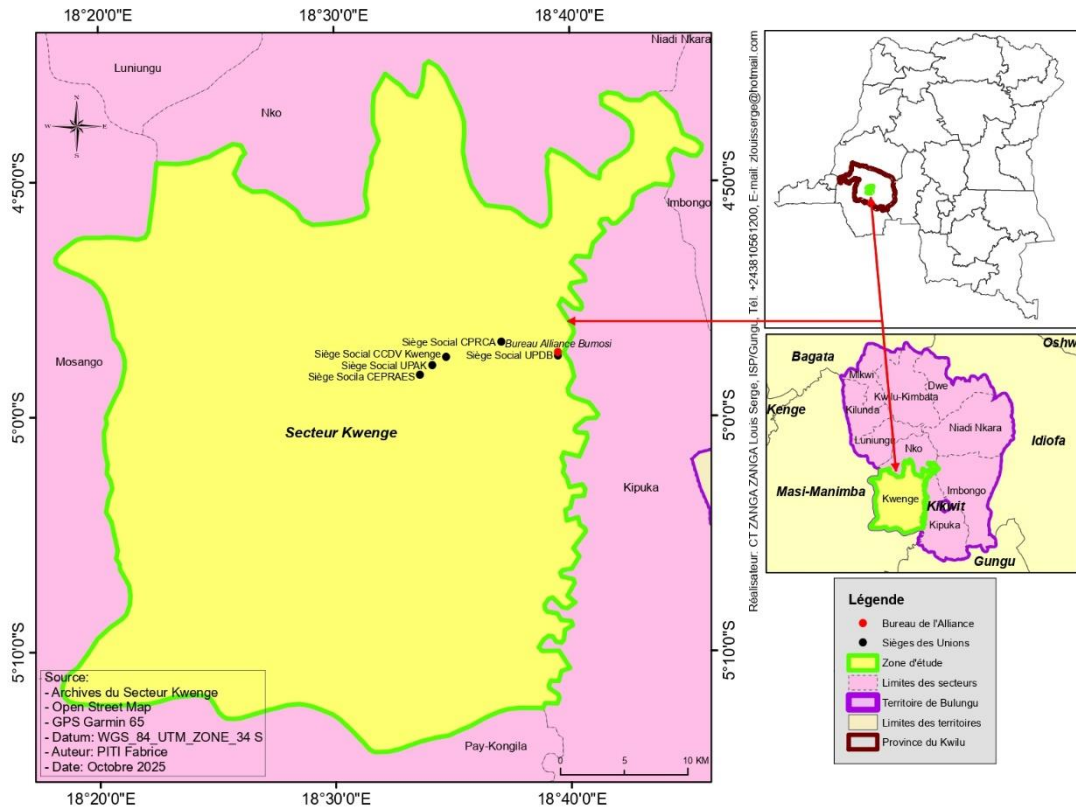 18°20'0"E
18°30'0"E
18°40'0"E
Niadi Nkara
Luniungu
Nko
N
W
E
S
4°50'0"S
4°50'0"S
Imbongo
Mosango
Siège Social CPRCA
Bureau Alliance Bumosi
Siège Social CCDV Kwenge
Siège Social UPDB
Siège Social UPAK
Siège Socila CEPRAES
5°0'0"S
5°0'0"S
Secteur Kwenge
Kipuka
5°10'0"S
5°10'0"S
Source:
- Archives du Secteur Kwenge
- Open Street Map
- GPS Garmin 65
- Datum: WGS_84_UTM_ZONE_34 S
- Auteur: PITI Fabrice
- Date: Octobre 2025
Pay-Kongila
0 5 10 KM
18°20'0"E
18°30'0"E
18°40'0"E
Réalisateur: CT ZANGA ZANGA Louis Serge, ISP/Gungu, Tél. +243810561200, E-mail: zlouisserge@hotmail.com
Oshw
Bagata
Mikwi
Dwe
Kwilu-Kimbata
Kenge
Kilunda
Niadi Nkara
Idiofa
Luniungu
Nko
Masi-Manimba
Kwenge
Imbongo
Kikwit
Kipuka
Gungu
Légende
Bureau de l'Alliance
Sièges des Unions
Zone d'étude
Limites des secteurs
Territoire de Bulungu
Limites des territoires
Province du Kwilu